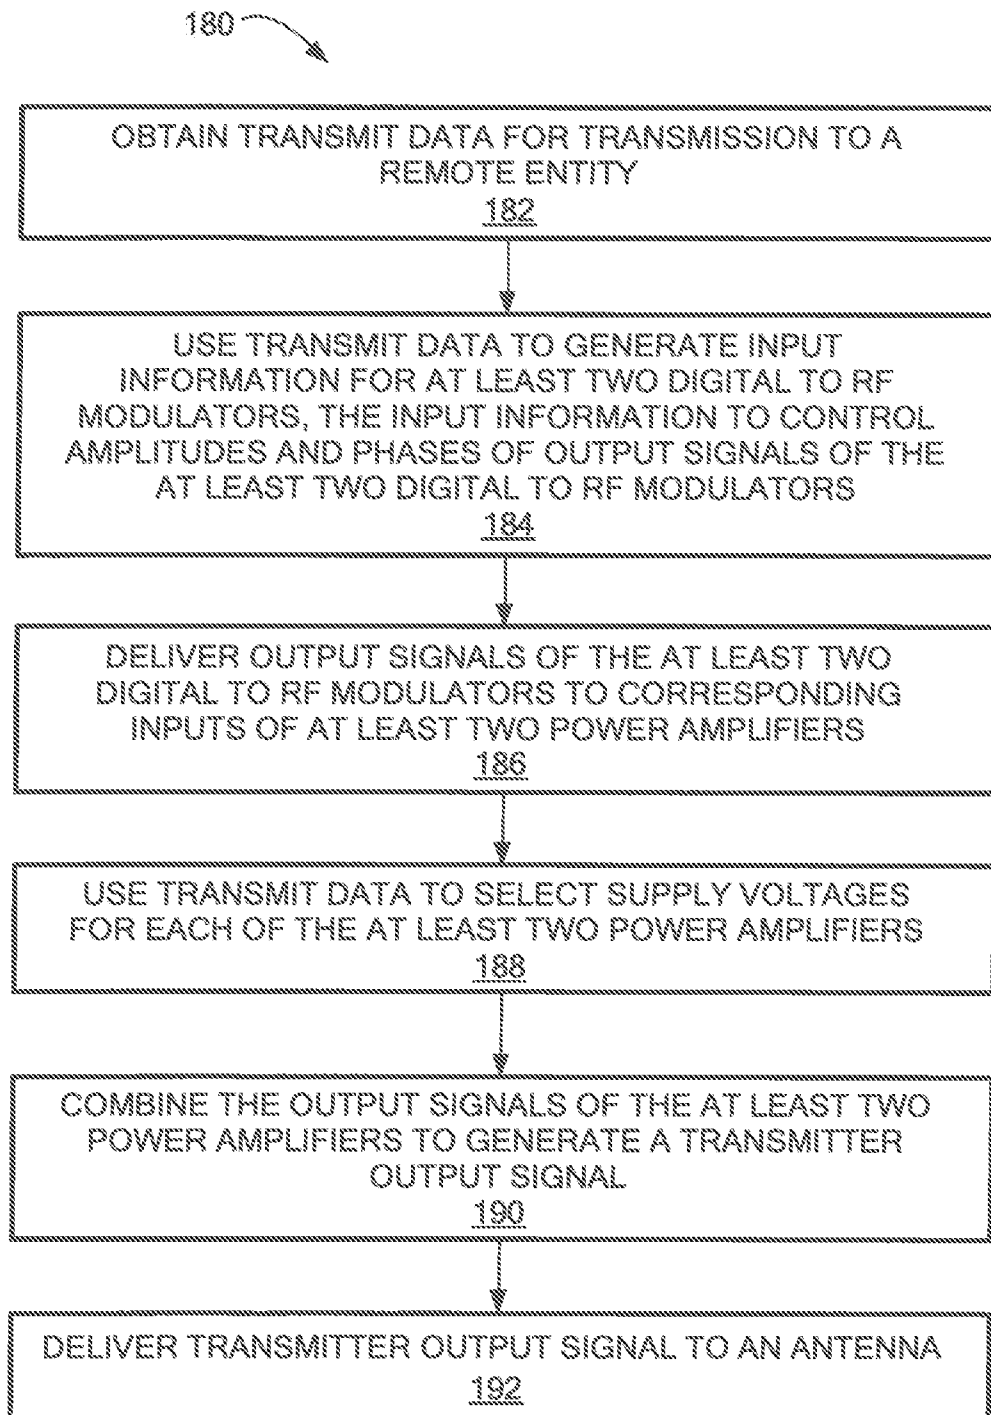 180
OBTAIN TRANSMIT DATA FOR TRANSMISSION TO A
REMOTE ENTITY
182
USE TRANSMIT DATA TO GENERATE INPUT
INFORMATION FOR AT LEAST TWO DIGITAL TO RF
MODULATORS, THE INPUT INFORMATION TO CONTROL
AMPLITUDES AND PHASES OF OUTPUT SIGNALS OF THE
AT LEAST TWO DIGITAL TO RF MODULATORS
184
DELIVER OUTPUT SIGNALS OF THE AT LEAST TWO
DIGITAL TO RF MODULATORS TO CORRESPONDING
INPUTS OF AT LEAST TWO POWER AMPLIFIERS
186
USE TRANSMIT DATA TO SELECT SUPPLY VOLTAGES
FOR EACH OF THE AT LEAST TWO POWER AMPLIFIERS
188
COMBINE THE OUTPUT SIGNALS OF THE AT LEAST TWO
POWER AMPLIFIERS TO GENERATE A TRANSMITTER
OUTPUT SIGNAL
190
DELIVER TRANSMITTER OUTPUT SIGNAL TO AN ANTENNA
192